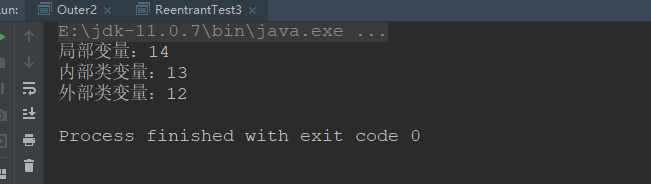 un:
Outer2
ReentrantTest3
E:\jdk-11.0.7\bin\java.exe ...
局部变量：14
内部类变量：13
外部类变量：12
Process finished with exit code 0